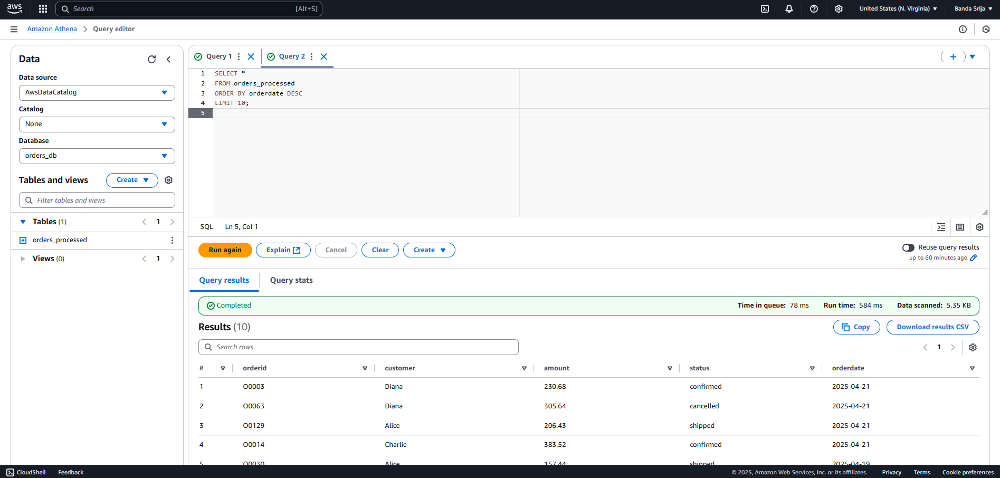 aws
Search [Alt+S]
United States (N. Virginia)
Banda Srija
Amazon Athena
Query editor
Data
Data source
AwsDataCatalog
Catalog
None
Database
orders_db
Tables and views
Create
Filter tables and views
Tables (1)
1
orders_processed
Views (0)
1
Query 1
Query 2
1 SELECT *
2 FROM orders_processed
3 ORDER BY orderdate DESC
4 LIMIT 10;
5
SQL Ln 5, Col 1
Run again
Explain
Cancel
Clear
Create
Reuse query results
up to 60 minutes ago
Query results
Query stats
Completed
Time in queue: 78 ms Run time: 584 ms Data scanned: 5.35 KB
Results (10)
Copy
Download results CSV
Search rows
1
# orderid customer amount status orderdate
1 O0003 Diana 230.68 confirmed 2025-04-21
2 O0063 Diana 305.64 cancelled 2025-04-21
3 O0129 Alice 206.43 shipped 2025-04-21
4 O0014 Charlie 383.52 confirmed 2025-04-21
5 O0030 Alice 157.44 shipped 2025-04-19
CloudShell
Feedback
© 2025, Amazon Web Services, Inc. or its affiliates.
Privacy
Terms
Cookie preferences